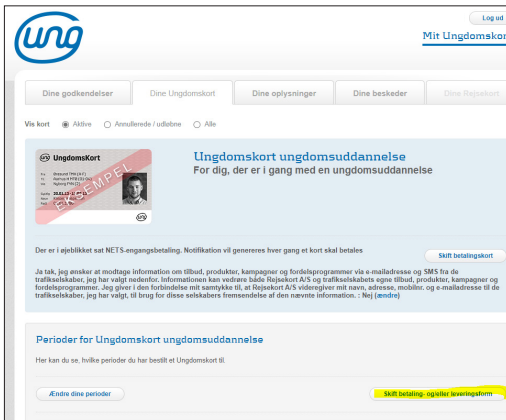 ung
Log ud
Mit Ungdomskor
Dine godkendelser
Dine Ungdomskort
Dine oplysninger
Dine beskeder
Dine Rejsekort
Vis kort Aktive Annullerede / udløbne Alle
UngdomsKort
EKSEMPEL
ung
Ungdomskort ungdomsuddannelse
For dig, der er i gang med en ungdomsuddannelse
Der er i øjeblikket sat NETS-engangsbetaling. Notifikation vil genereres hver gang et kort skal betales
Skift betalingskort
Ja tak, jeg ønsker at modtage information om tilbud, produkter, kampagner og fordelsprogrammer via e-mailadresse og SMS fra de
trafikselskaber, jeg har valgt nedenfor. Informationen kan vedrøre både Rejsekort A/S og trafikselskabets egne tilbud, produkter, kampagner og
fordelsprogrammer. Jeg giver i den forbindelse mit samtykke til, at Rejsekort A/S videregiver mit navn, adresse, mobilnr. og e-mailadresse til de
trafikselskaber, jeg har valgt, til brug for disse selskabers fremsendelse af den nævnte information. : Nej (ændre)
Perioder for Ungdomskort ungdomsuddannelse
Her kan du se, hvilke perioder du har bestilt et Ungdomskort til.
Ændre dine perioder
Skift betaling- og/eller leveringsform